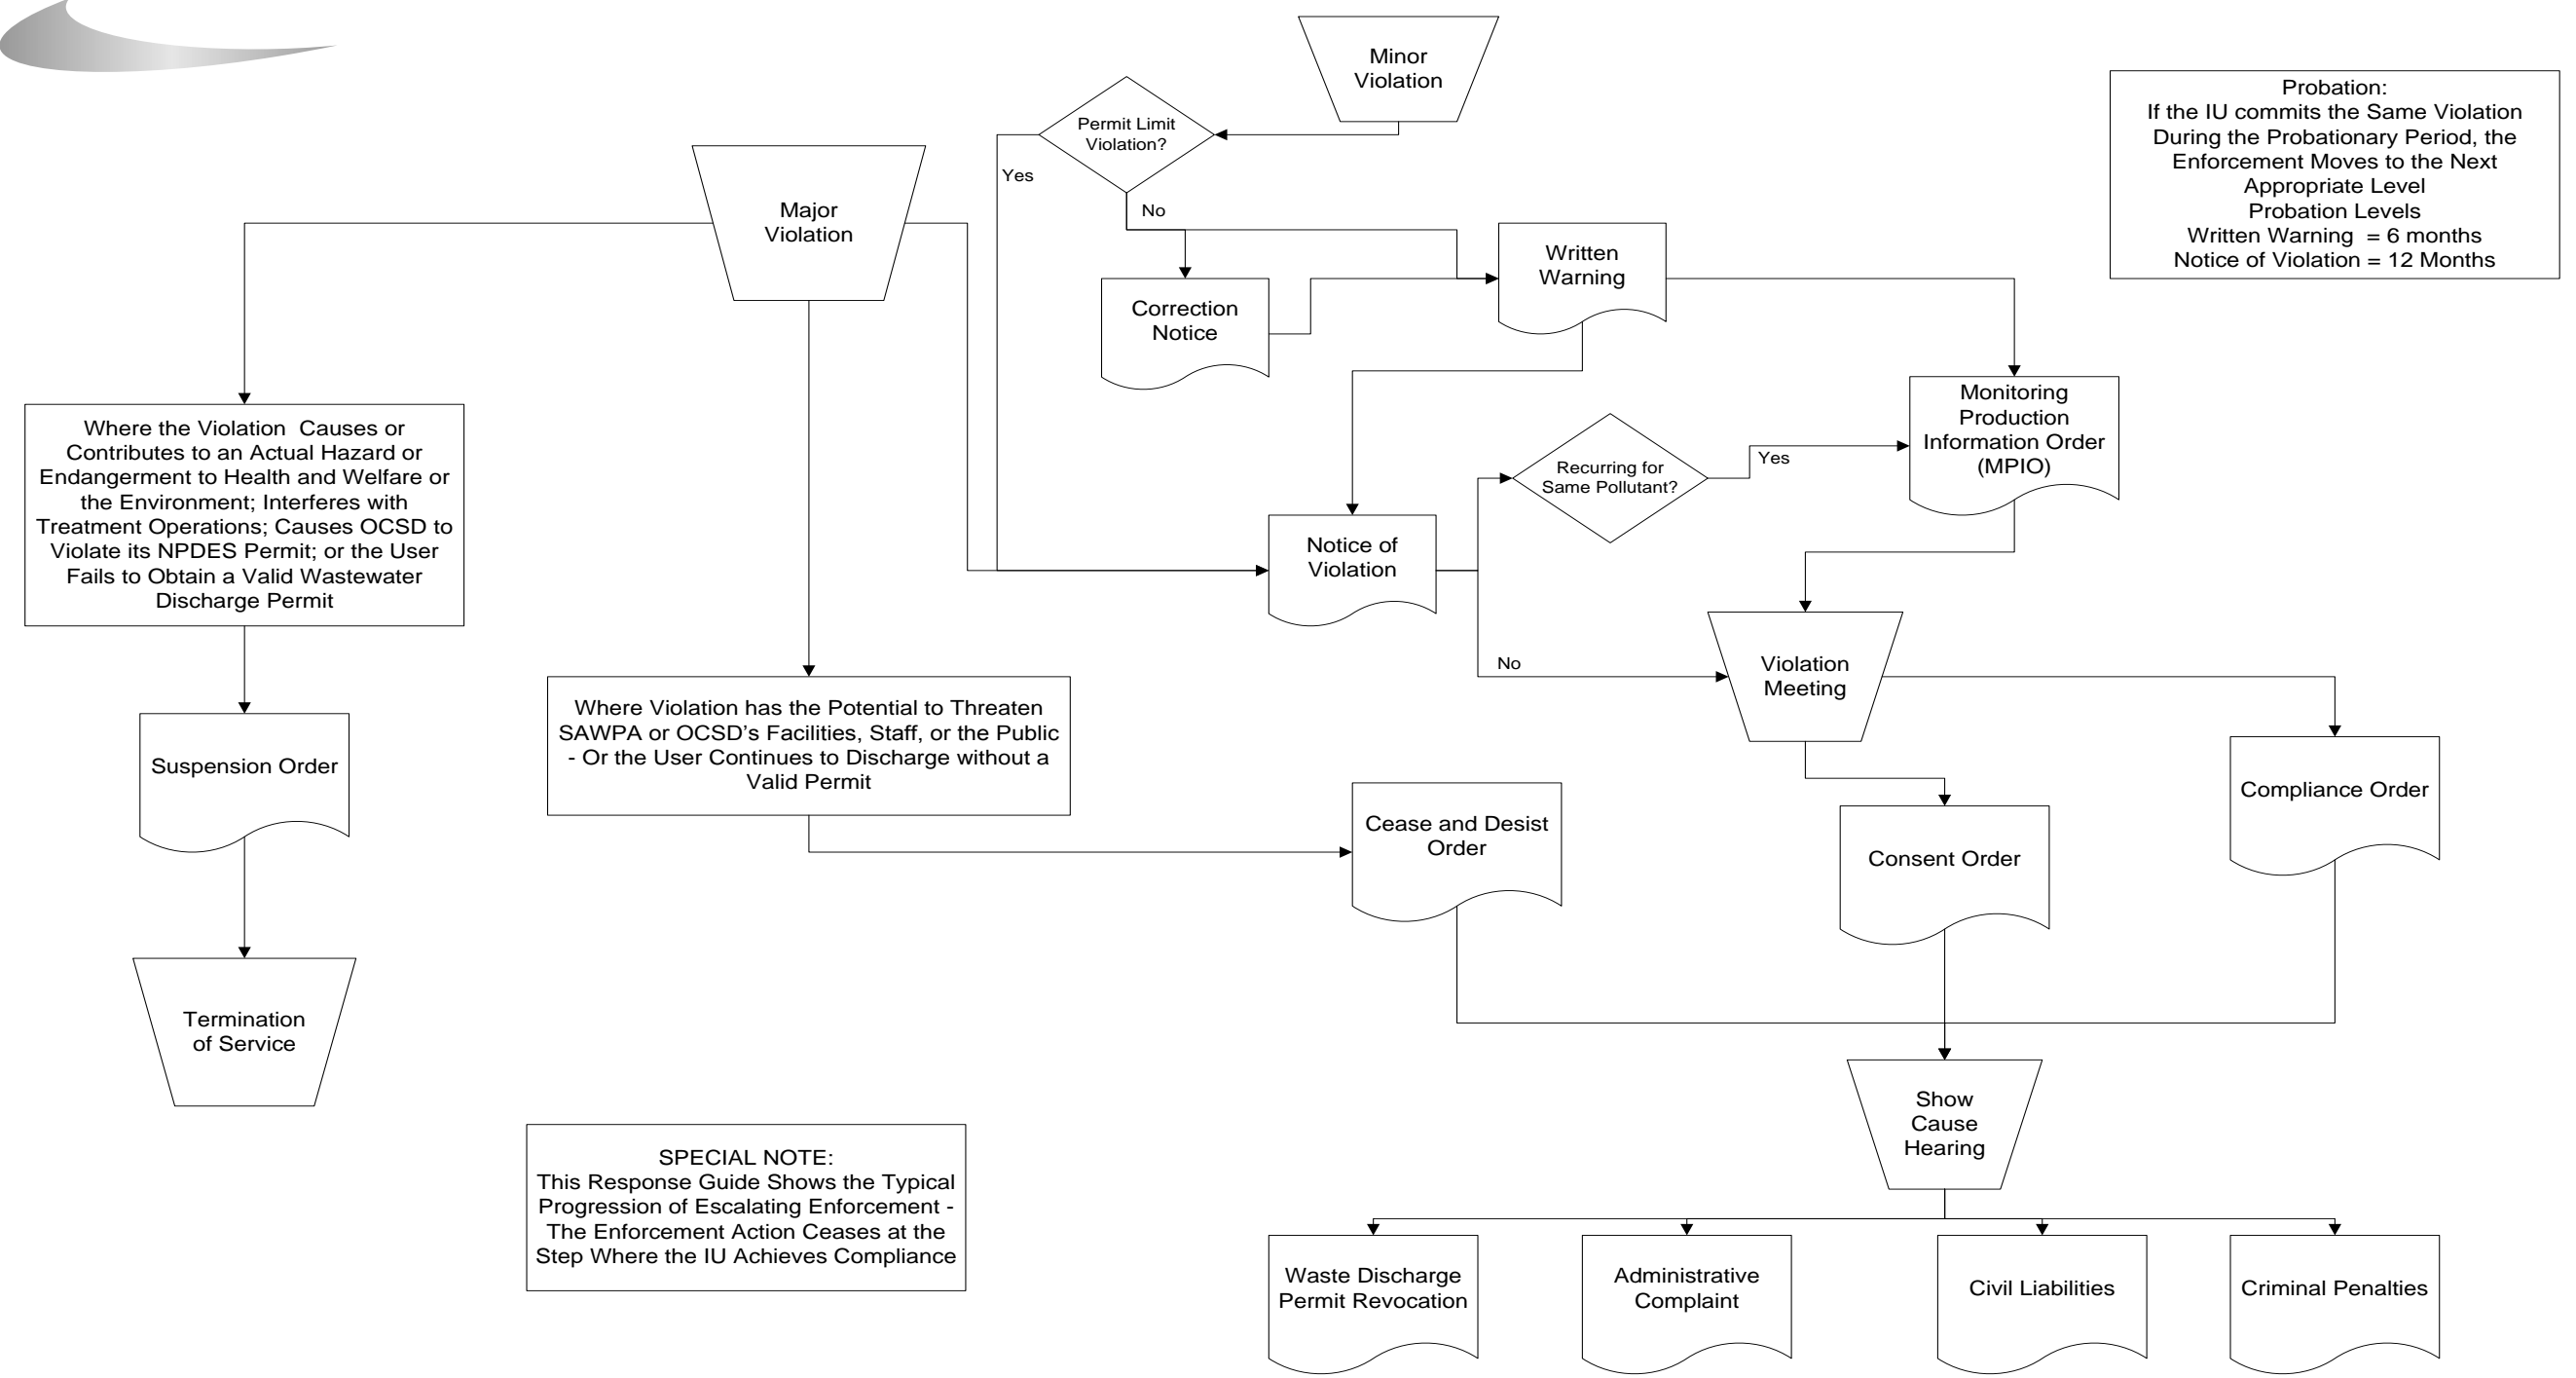 Minor
Violation
Permit Limit
Violation?
Yes
No
Probation:
If the IU commits the Same Violation
During the Probationary Period, the
Enforcement Moves to the Next
Appropriate Level
Probation Levels
Written Warning = 6 months
Notice of Violation = 12 Months
Major
Violation
Written
Warning
Correction
Notice
Monitoring
Production
Information Order
(MPIO)
Where the Violation Causes or
Contributes to an Actual Hazard or
Endangerment to Health and Welfare or
the Environment; Interferes with
Treatment Operations; Causes OCSD to
Violate its NPDES Permit; or the User
Fails to Obtain a Valid Wastewater
Discharge Permit
Recurring for
Same Pollutant?
Yes
Notice of
Violation
No
Violation
Meeting
Where Violation has the Potential to Threaten
SAWPA or OCSD's Facilities, Staff, or the Public
- Or the User Continues to Discharge without a
Valid Permit
Suspension Order
Cease and Desist
Order
Consent Order
Compliance Order
Termination
of Service
Show
Cause
Hearing
SPECIAL NOTE:
This Response Guide Shows the Typical
Progression of Escalating Enforcement -
The Enforcement Action Ceases at the
Step Where the IU Achieves Compliance
Waste Discharge
Permit Revocation
Administrative
Complaint
Civil Liabilities
Criminal Penalties